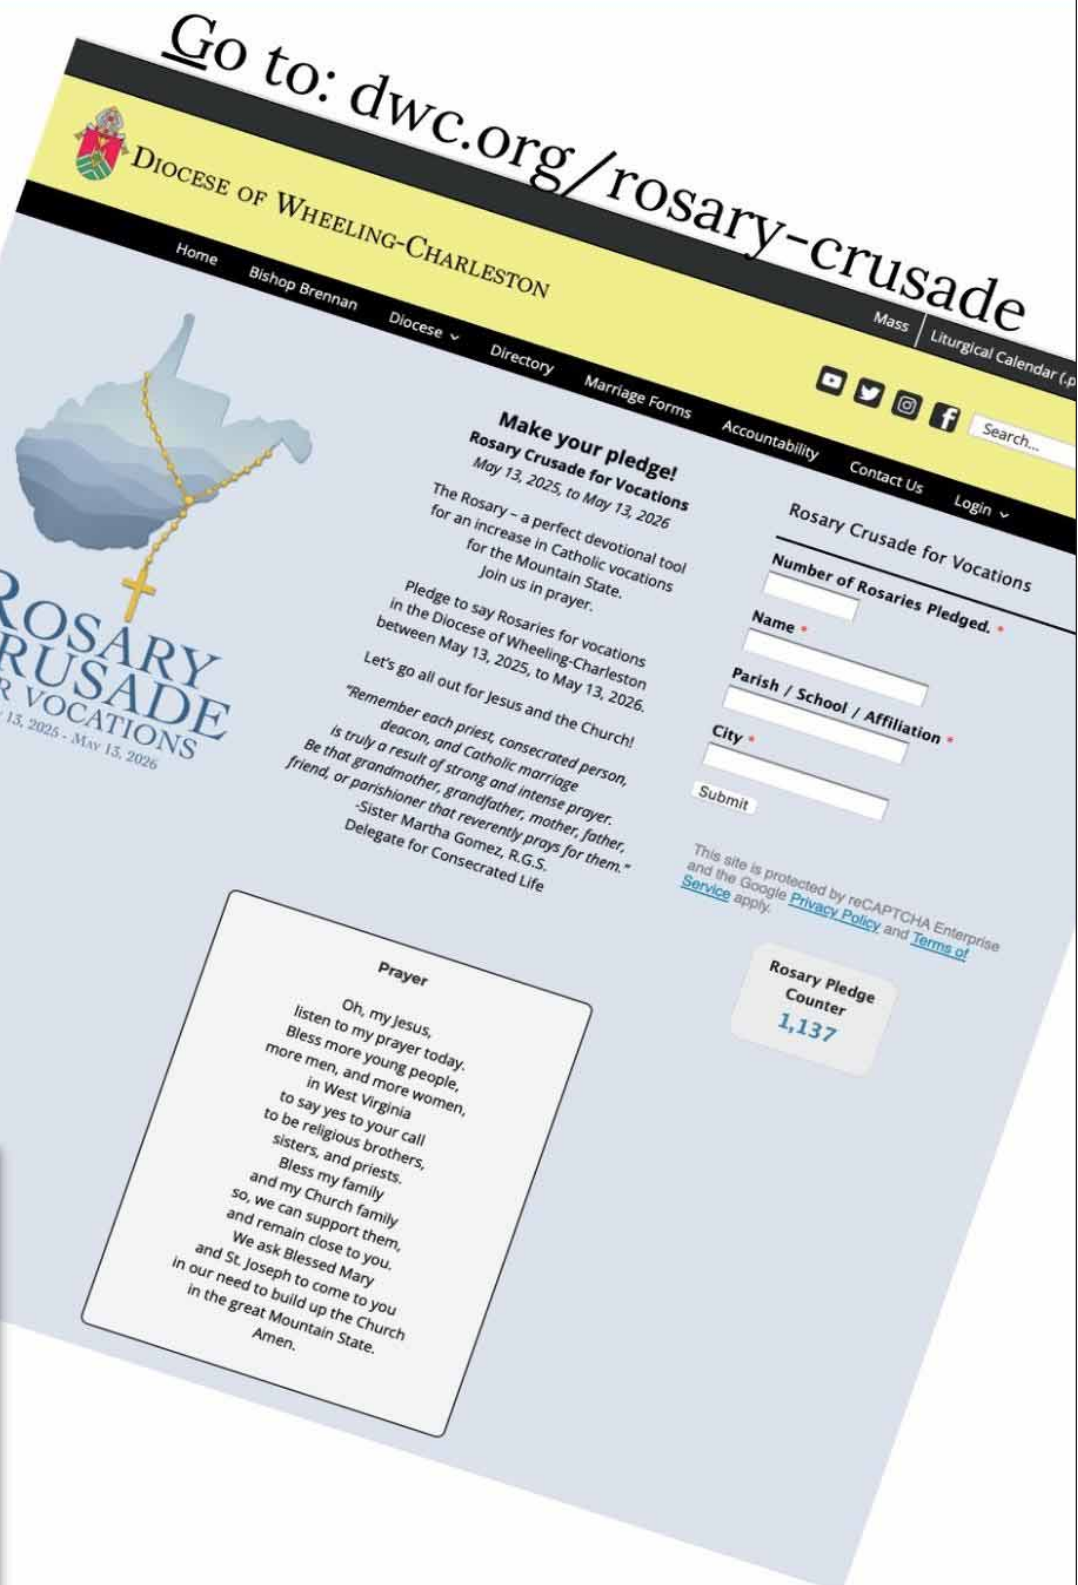 Go to: dwc.org/rosary-crusade
Mass
Liturgical Calendar (.p
DIOCESE OF WHEELING-CHARLESTON
Search...
Home
Bishop Brennan
Diocese
Directory
Marriage Forms
Accountability
Contact Us
Login
ROSARY
RUSADE
R VOCATIONS
13, 2025 - MAY 13, 2026
Make your pledge!
Rosary Crusade for Vocations
May 13, 2025, to May 13, 2026
The Rosary – a perfect devotional tool
for an increase in Catholic vocations
for the Mountain State.
Join us in prayer.
Pledge to say Rosaries for vocations
in the Diocese of Wheeling-Charleston
between May 13, 2025, to May 13, 2026.
Let's go all out for Jesus and the Church!
"Remember each priest, consecrated person,
deacon, and Catholic marriage
is truly a result of strong and intense prayer.
Be that grandmother, grandfather, mother, father,
friend, or parishioner that reverently prays for them."
-Sister Martha Gomez, R.G.S.
Delegate for Consecrated Life
Rosary Crusade for Vocations
Number of Rosaries Pledged. *
Name *
Parish / School / Affiliation *
City *
Submit
This site is protected by reCAPTCHA Enterprise
and the Google Privacy Policy and Terms of
Service apply.
Rosary Pledge
Counter
1,137
Prayer
Oh, my Jesus,
listen to my prayer today.
Bless more young people,
more men, and more women,
in West Virginia
to say yes to your call
to be religious brothers,
sisters, and priests.
Bless my family
and my Church family
so, we can support them,
and remain close to you.
We ask Blessed Mary
and St. Joseph to come to you
in our need to build up the Church
in the great Mountain State.
Amen.